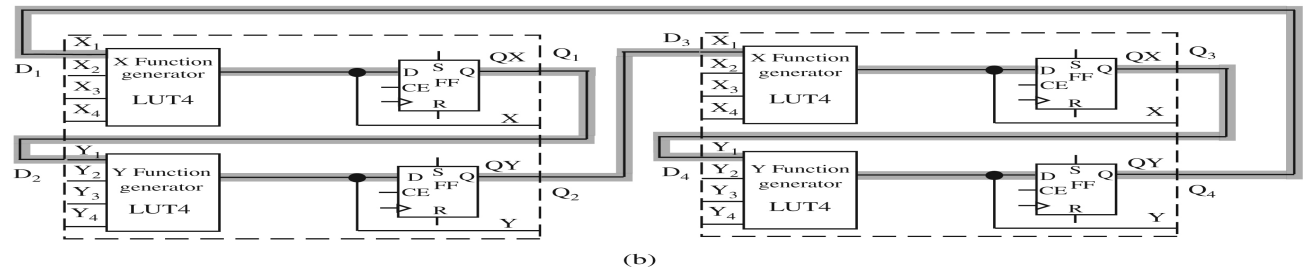 D₁
X₁
X₂
X₃
X₄
X Function
generator
LUT4
D S Q
CE FF
R
QX
Q₁
X
D₂
Y₁
Y₂
Y₃
Y₄
Y Function
generator
LUT4
D S Q
CE FF
R
QY
Q₂
Y
D₃
X₁
X₂
X₃
X₄
X Function
generator
LUT4
D S Q
CE FF
R
QX
Q₃
X
D₄
Y₁
Y₂
Y₃
Y₄
Y Function
generator
LUT4
D S Q
CE FF
R
QY
Q₄
Y
(b)